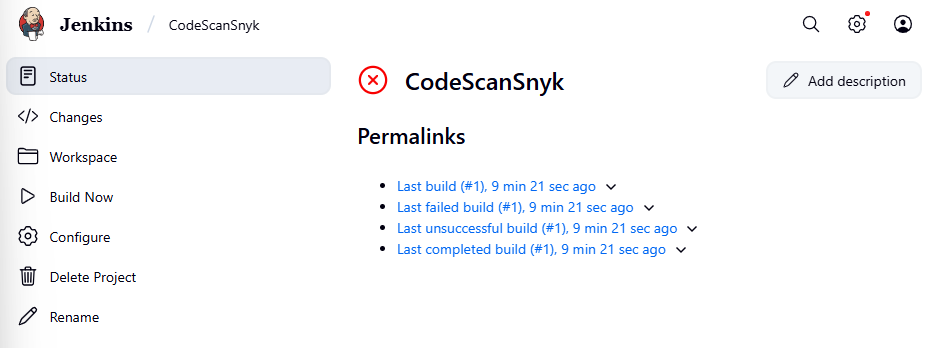 Jenkins / CodeScanSnyk
Status
Changes
Workspace
Build Now
Configure
Delete Project
Rename
CodeScanSnyk
Add description
Permalinks
Last build (#1), 9 min 21 sec ago
Last failed build (#1), 9 min 21 sec ago
Last unsuccessful build (#1), 9 min 21 sec ago
Last completed build (#1), 9 min 21 sec ago